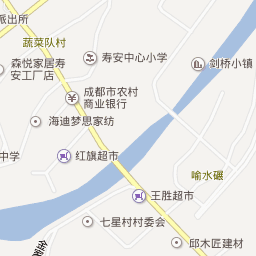 派出所
蔬菜队村
寿安中心小学
森悦家居寿
安工厂店
剑桥小镇
成都市农村
商业银行
海迪梦思家纺
中学
红旗超市
喻水碾
王胜超市
七星村村委会
邱木匠建材